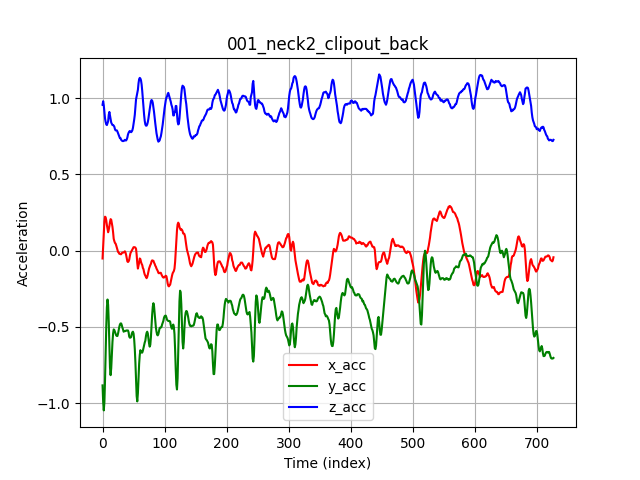 001_neck2_clipout_back
1.0
0.5
0.0
−0.5
−1.0
Acceleration
x_acc
y_acc
z_acc
0 100 200 300 400 500 600 700
Time (index)